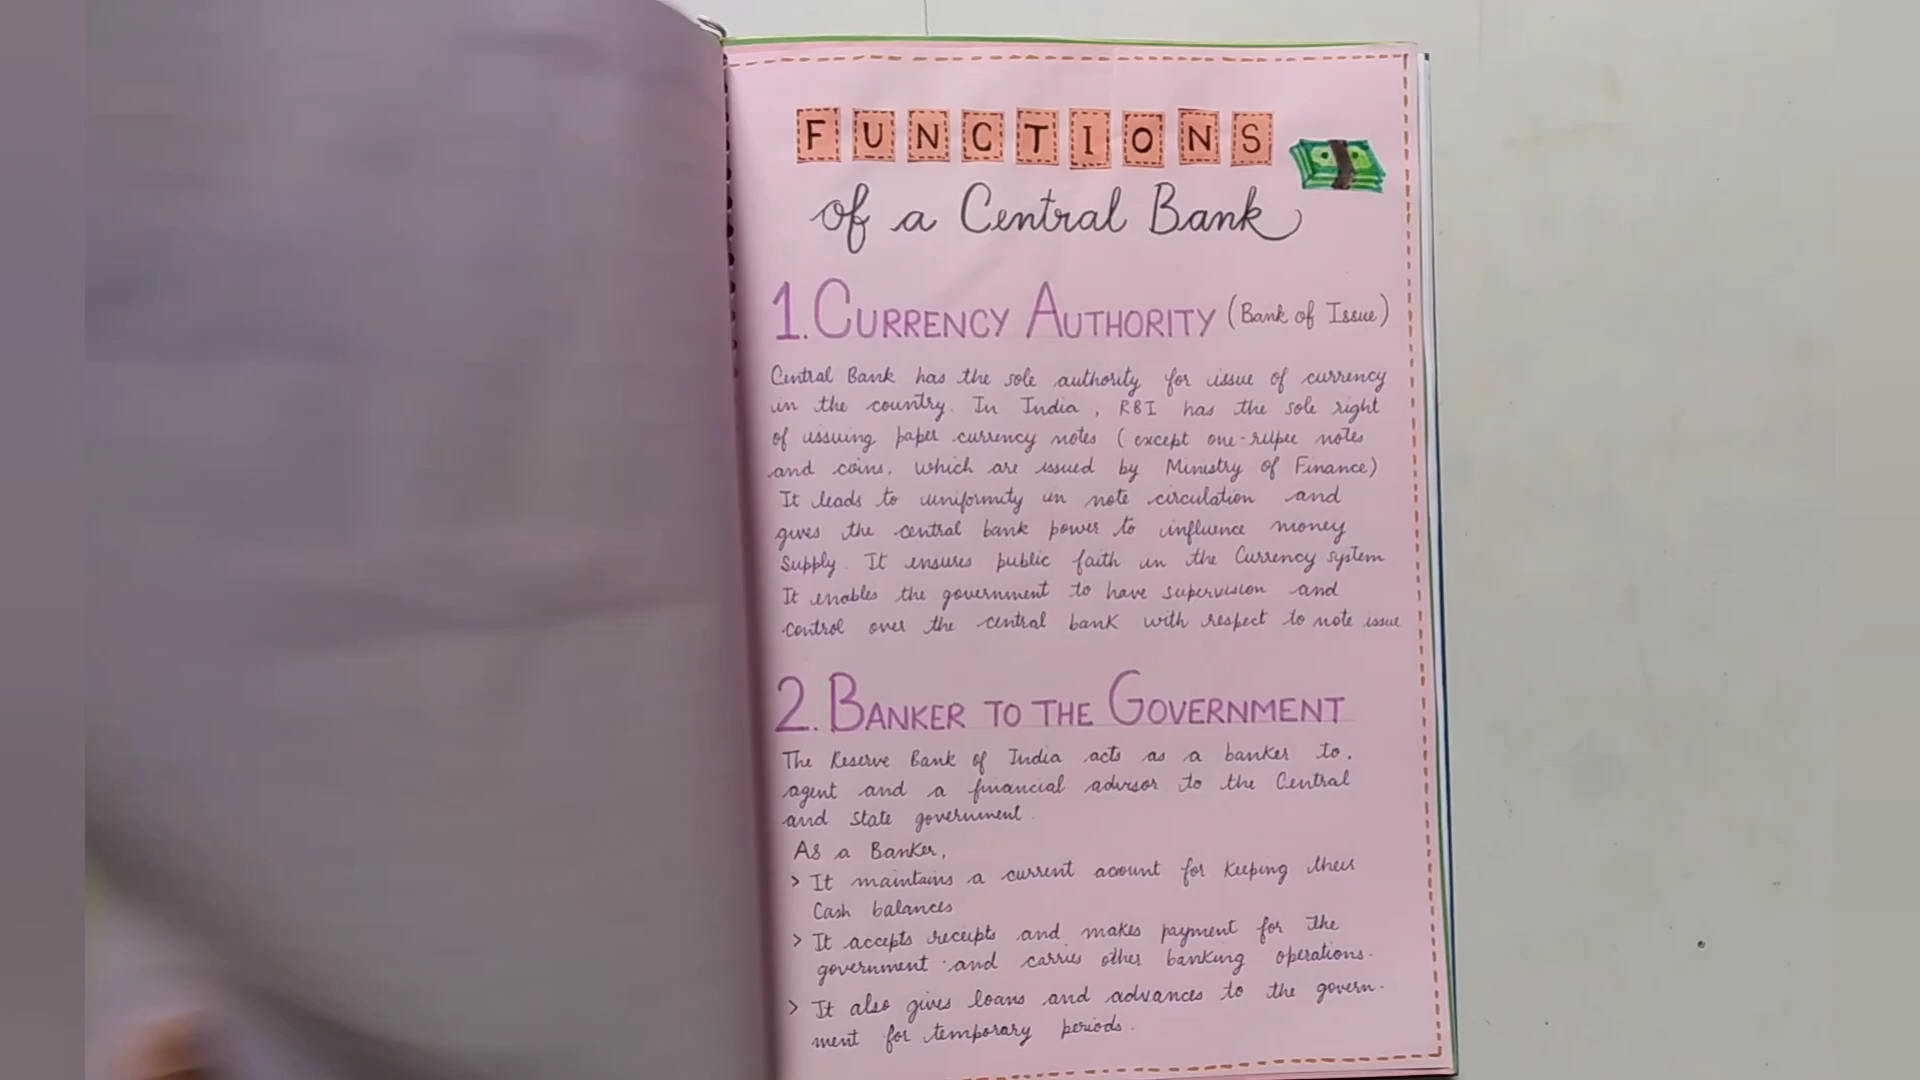 FUNCTIONS
of a Central Bank
1. CURRENCY AUTHORITY (Bank of Issue)
Central Bank has the sole authority for issue of currency
in the country. In India, RBI has the sole right
of issuing paper currency notes (except one-rupee notes
and coins, which are issued by Ministry of Finance)
It leads to uniformity in note circulation and
gives the central bank power to influence money
Supply. It ensures public faith in the Currency system
It enables the government to have supervision and
control over the central bank with respect to note issue
2. BANKER TO THE GOVERNMENT
The Reserve Bank of India acts as a banker to,
agent and a financial advisor to the Central
and State government.
As a Banker,
> It maintains a current acount for keeping their
Cash balances
> It accepts receipts and makes payment for the
government and carries other banking operations.
> It also gives loans and advances to the govern-
ment for temporary periods.